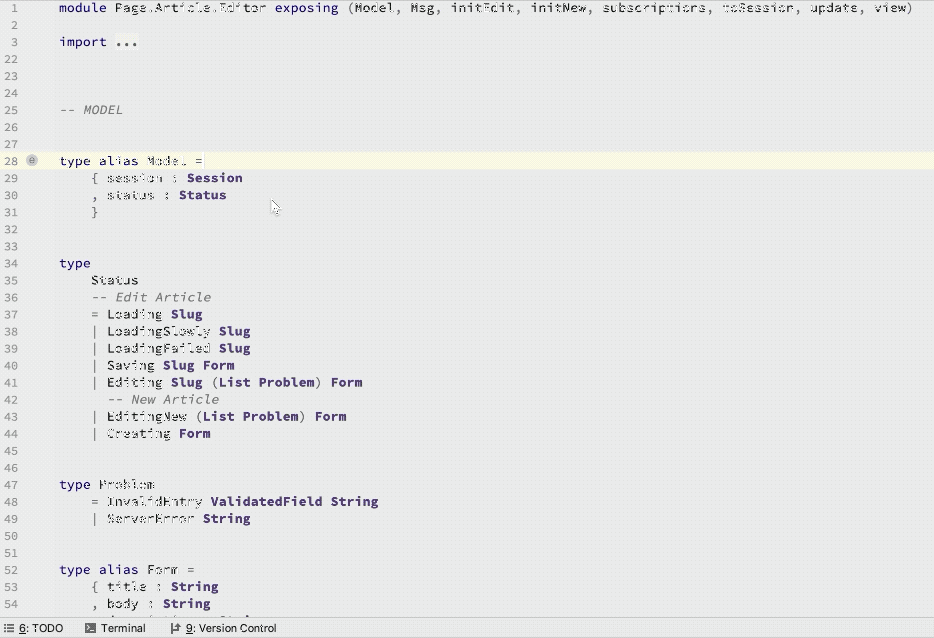 1 module Page.Article.Editor exposing (Model, Msg, initEdit, initNew, subscriptions, toSession, update, view)
2
3 import ...
22
23
24
25 -- MODEL
26
27
28 type alias Model =
29 { session : Session
30 , status : Status
31 }
32
33
34 type
35 Status
36 -- Edit Article
37 = Loading Slug
38 | LoadingSlowly Slug
39 | LoadingFailed Slug
40 | Saving Slug Form
41 | Editing Slug (List Problem) Form
42 -- New Article
43 | EditingNew (List Problem) Form
44 | Creating Form
45
46
47 type Problem
48 = InvalidEntry ValidatedField String
49 | ServerError String
50
51
52 type alias Form =
53 { title : String
54 , body : String
6: TODO Terminal 9: Version Control